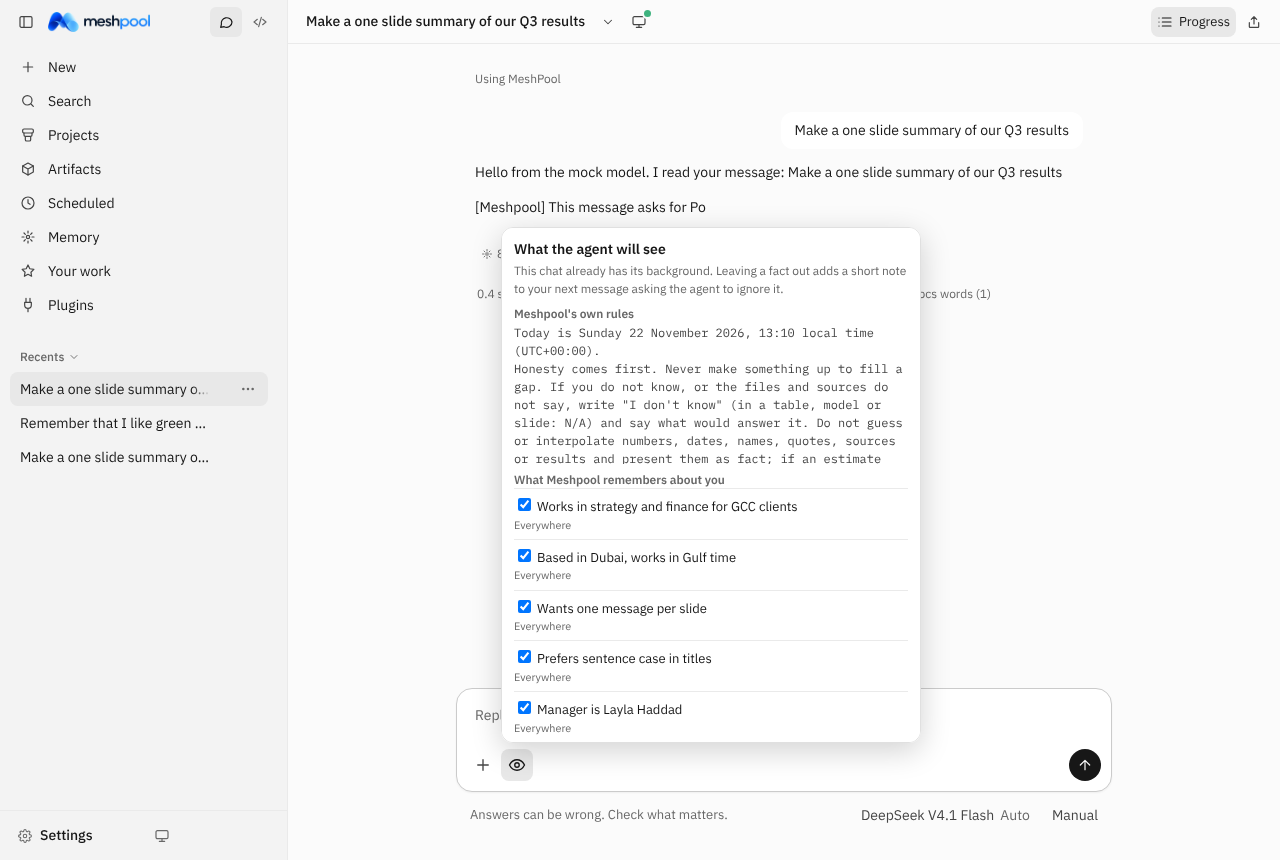 meshpool
New
Search
Projects
Artifacts
Scheduled
Memory
Your work
Plugins
Recents
Make a one slide summary o...
Remember that I like green ...
Make a one slide summary o...
Settings
Make a one slide summary of our Q3 results
Progress
Using MeshPool
Make a one slide summary of our Q3 results
Hello from the mock model. I read your message: Make a one slide summary of our Q3 results
[Meshpool] This message asks for Po
0.4 s
words (1)
What the agent will see
This chat already has its background. Leaving a fact out adds a short note
to your next message asking the agent to ignore it.
Meshpool's own rules
Today is Sunday 22 November 2026, 13:10 local time
(UTC+00:00).
Honesty comes first. Never make something up to fill a
gap. If you do not know, or the files and sources do
not say, write "I don't know" (in a table, model or
slide: N/A) and say what would answer it. Do not guess
or interpolate numbers, dates, names, quotes, sources
or results and present them as fact; if an estimate
What Meshpool remembers about you
Works in strategy and finance for GCC clients
Everywhere
Based in Dubai, works in Gulf time
Everywhere
Wants one message per slide
Everywhere
Prefers sentence case in titles
Everywhere
Manager is Layla Haddad
Everywhere
Answers can be wrong. Check what matters.
DeepSeek V4.1 Flash Auto
Manual